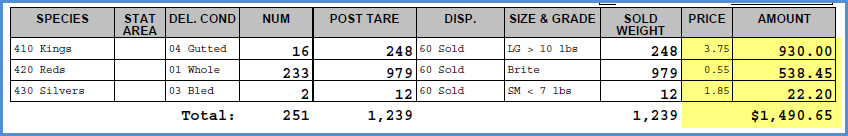 SPECIES STAT AREA DEL. COND NUM POST TARE DISP. SIZE & GRADE SOLD WEIGHT PRICE AMOUNT
410 Kings 04 Gutted 16 248 60 Sold LG > 10 lbs 248 3.75 930.00
420 Reds 01 Whole 233 979 60 Sold Brite 979 0.55 538.45
430 Silvers 03 Bled 2 12 60 Sold SM < 7 lbs 12 1.85 22.20
Total: 251 1,239 1,239 $1,490.65